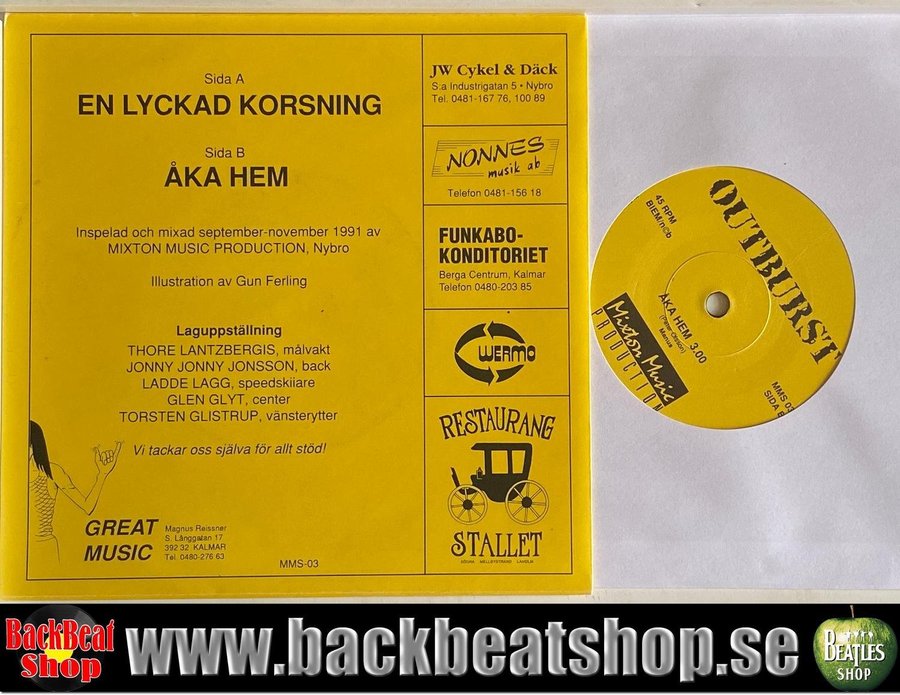 Sida A
EN LYCKAD KORSNING
Sida B
ÅKA HEM
Inspelad och mixad september-november 1991 av
MIXTON MUSIC PRODUCTION, Nybro
Illustration av Gun Ferling
Laguppställning
THORE LANTZBERGIS, målvakt
JONNY JONNY JONSSON, back
LADDE LAGG, speedskiiare
GLEN GLYT, center
TORSTEN GLISTRUP, vänsterytter
Vi tackar oss själva för allt stöd!
GREAT
MUSIC
Magnus Reissner
S. Långgatan 17
392 32 KALMAR
Tel. 0480-276 63
MMS-03
JW Cykel & Däck
S:a Industrigatan 5 • Nybro
Tel. 0481-167 76, 100 89
NONNES
musik ab
Telefon 0481-156 18
FUNKABO-
KONDITORIET
Berga Centrum, Kalmar
Telefon 0480-203 85
WERMO
RESTAURANG
STALLET
OUTBURST
45 RPM
BIEM/n©b
ÅKA HEM 3.00
Mixton Music
PRODUCTION
MMS 03
SIDA B
BackBeat
Shop
www.backbeatshop.se
BEATLES
SHOP